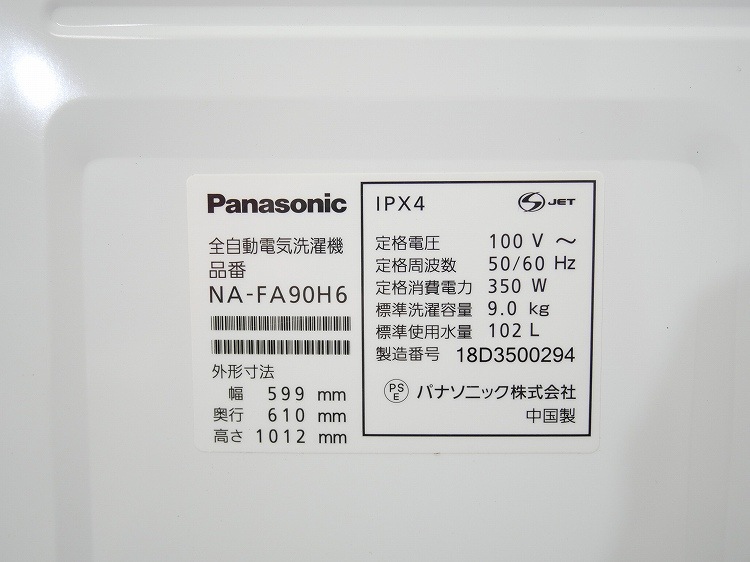 Panasonic
全自動電気洗濯機
品番
NA-FA90H6
外形寸法
幅 599 mm
奥行 610 mm
高さ 1012 mm
IPX4
S JET
定格電圧 100 V ～
定格周波数 50/60 Hz
定格消費電力 350 W
標準洗濯容量 9.0 kg
標準使用水量 102 L
製造番号 18D3500294
PS
E パナソニック株式会社
中国製